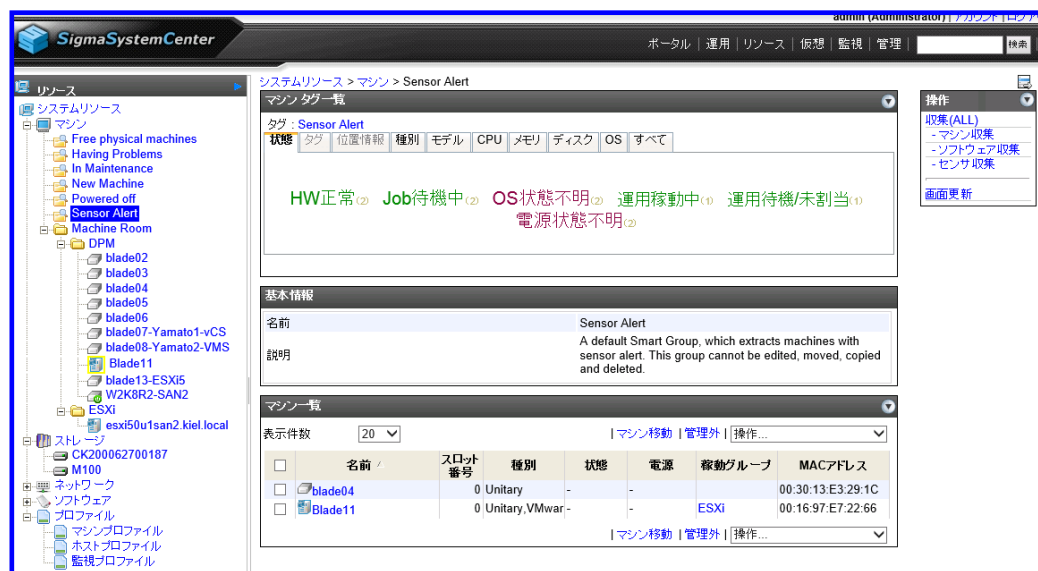 admin (Administrator) | アカウント | ログア
SigmaSystemCenter
ポータル | 運用 | リソース | 仮想 | 監視 | 管理 |
検索
リソース
システムリソース
マシン
Free physical machines
Having Problems
In Maintenance
New Machine
Powered off
Sensor Alert
Machine Room
DPM
blade02
blade03
blade04
blade05
blade06
blade07-Yamato1-vCS
blade08-Yamato2-VMS
Blade11
blade13-ESXi5
W2K8R2-SAN2
ESXi
esxi50u1san2.kiel.local
ストレージ
CK200062700187
M100
ネットワーク
ソフトウェア
プロファイル
マシンプロファイル
ホストプロファイル
監視プロファイル
システムリソース > マシン > Sensor Alert
マシン タグ一覧
タグ : Sensor Alert
状態 タグ 位置情報 種別 モデル CPU メモリ ディスク OS すべて
HW正常(2) Job待機中(2) OS状態不明(2) 運用稼動中(1) 運用待機/未割当(1)
電源状態不明(2)
基本情報
名前 Sensor Alert
説明 A default Smart Group, which extracts machines with
sensor alert. This group cannot be edited, moved, copied
and deleted.
マシン一覧
表示件数 20 | マシン移動 | 管理外 | 操作...
名前 スロット番号 種別 状態 電源 稼動グループ MACアドレス
blade04 0 Unitary - - 00:30:13:E3:29:1C
Blade11 0 Unitary,VMwar - - ESXi 00:16:97:E7:22:66
| マシン移動 | 管理外 | 操作...
操作
収集(ALL)
- マシン収集
- ソフトウェア収集
- センサ収集
画面更新